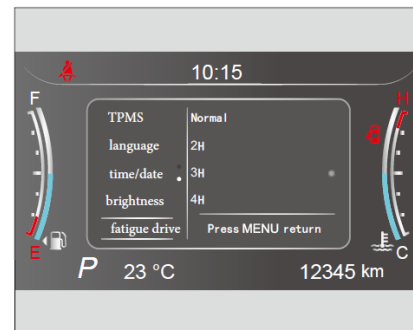 10:15
F
H
TPMS
Normal
language
2H
time/date
3H
brightness
4H
fatigue drive
Press MENU return
E
C
P
23 °C
12345 km